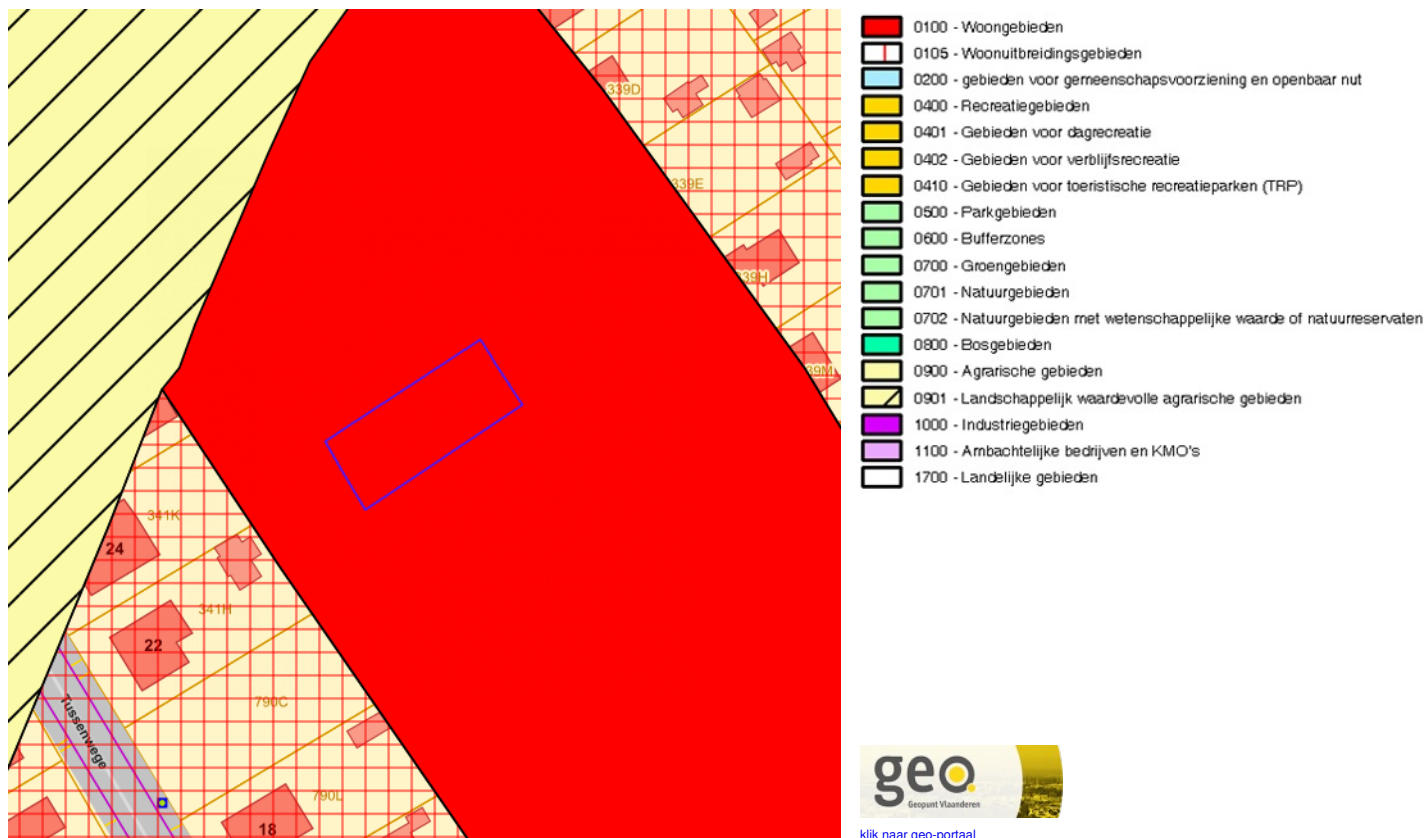 339D
339E
339H
39M
341K
24
341H
22
790C
Tussenwege
790L
18
0100 - Woongebieden
0105 - Woonuitbreidingsgebieden
0200 - gebieden voor gemeenschapsvoorziening en openbaar nut
0400 - Recreatiegebieden
0401 - Gebieden voor dagrecreatie
0402 - Gebieden voor verblijfsrecreatie
0410 - Gebieden voor toeristische recreatieparken (TRP)
0500 - Parkgebieden
0600 - Bufferzones
0700 - Groengebieden
0701 - Natuurgebieden
0702 - Natuurgebieden met wetenschappelijke waarde of natuurreservaten
0800 - Bosgebieden
0900 - Agrarische gebieden
0901 - Landschappelijk waardevolle agrarische gebieden
1000 - Industriegebieden
1100 - Ambachtelijke bedrijven en KMO's
1700 - Landelijke gebieden
geo
Geopunt Vlaanderen
klik naar geo-portaal